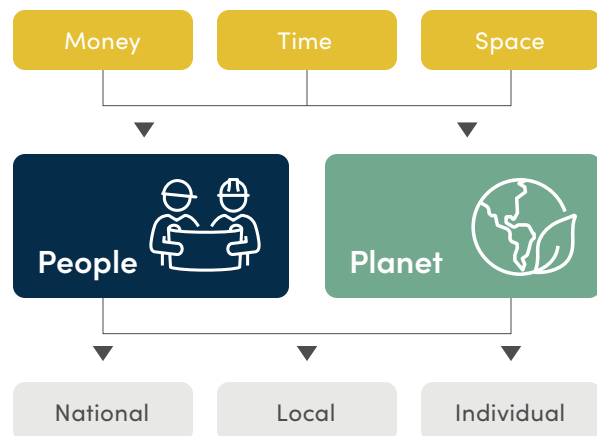 Money
Time
Space
People
Planet
National
Local
Individual